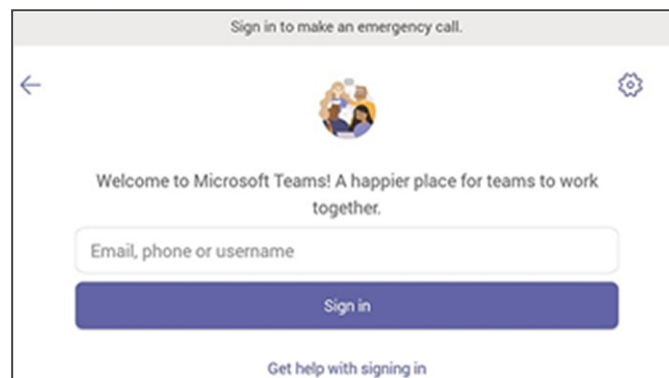 Sign in to make an emergency call.
Welcome to Microsoft Teams! A happier place for teams to work
together.
Email, phone or username
Sign in
Get help with signing in